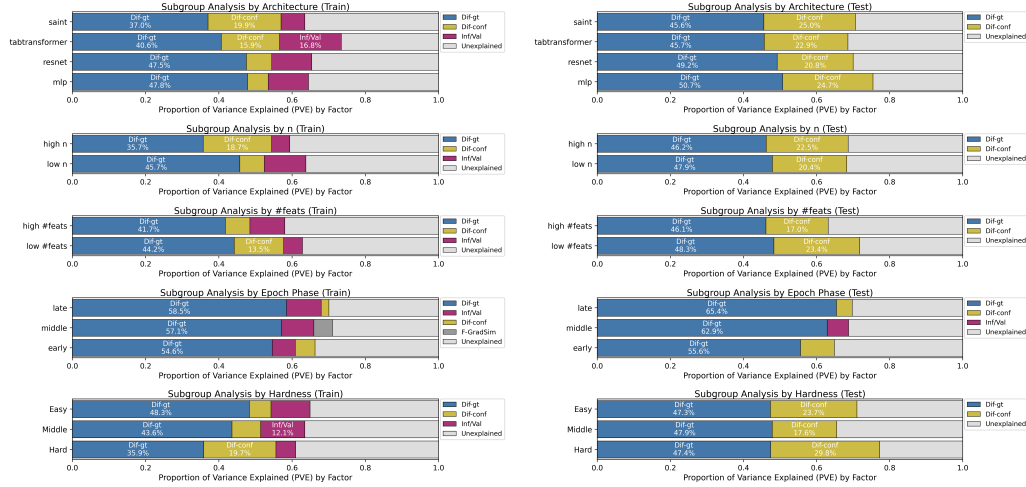 Subgroup Analysis by Architecture (Train)
saint
Dif-gt
37.0%
Dif-conf
19.9%
tabtransformer
Dif-gt
40.6%
Dif-conf
15.9%
Inf/Val
16.8%
resnet
Dif-gt
47.5%
mlp
Dif-gt
47.8%
0.0 0.2 0.4 0.6 0.8 1.0
Proportion of Variance Explained (PVE) by Factor
Dif-gt
Dif-conf
Inf/Val
Unexplained
Subgroup Analysis by Architecture (Test)
saint
Dif-gt
45.6%
Dif-conf
25.0%
tabtransformer
Dif-gt
45.7%
Dif-conf
22.9%
resnet
Dif-gt
49.2%
Dif-conf
20.8%
mlp
Dif-gt
50.7%
Dif-conf
24.7%
0.0 0.2 0.4 0.6 0.8 1.0
Proportion of Variance Explained (PVE) by Factor
Dif-gt
Dif-conf
Unexplained
Subgroup Analysis by n (Train)
high n
Dif-gt
35.7%
Dif-conf
18.7%
low n
Dif-gt
45.7%
0.0 0.2 0.4 0.6 0.8 1.0
Proportion of Variance Explained (PVE) by Factor
Dif-gt
Dif-conf
Inf/Val
Unexplained
Subgroup Analysis by n (Test)
high n
Dif-gt
46.2%
Dif-conf
22.5%
low n
Dif-gt
47.9%
Dif-conf
20.4%
0.0 0.2 0.4 0.6 0.8 1.0
Proportion of Variance Explained (PVE) by Factor
Dif-gt
Dif-conf
Unexplained
Subgroup Analysis by #feats (Train)
high #feats
Dif-gt
41.7%
low #feats
Dif-gt
44.2%
Dif-conf
13.5%
0.0 0.2 0.4 0.6 0.8 1.0
Proportion of Variance Explained (PVE) by Factor
Dif-gt
Dif-conf
Inf/Val
Unexplained
Subgroup Analysis by #feats (Test)
high #feats
Dif-gt
46.1%
Dif-conf
17.0%
low #feats
Dif-gt
48.3%
Dif-conf
23.4%
0.0 0.2 0.4 0.6 0.8 1.0
Proportion of Variance Explained (PVE) by Factor
Dif-gt
Dif-conf
Unexplained
Subgroup Analysis by Epoch Phase (Train)
late
Dif-gt
58.5%
middle
Dif-gt
57.1%
early
Dif-gt
54.6%
0.0 0.2 0.4 0.6 0.8 1.0
Proportion of Variance Explained (PVE) by Factor
Dif-gt
Inf/Val
Dif-conf
F-GradSim
Unexplained
Subgroup Analysis by Epoch Phase (Test)
late
Dif-gt
65.4%
middle
Dif-gt
62.9%
early
Dif-gt
55.6%
0.0 0.2 0.4 0.6 0.8 1.0
Proportion of Variance Explained (PVE) by Factor
Dif-gt
Dif-conf
Inf/Val
Unexplained
Subgroup Analysis by Hardness (Train)
Easy
Dif-gt
48.3%
Middle
Dif-gt
43.6%
Inf/Val
12.1%
Hard
Dif-gt
35.9%
Dif-conf
19.7%
0.0 0.2 0.4 0.6 0.8 1.0
Proportion of Variance Explained (PVE) by Factor
Dif-gt
Dif-conf
Inf/Val
Unexplained
Subgroup Analysis by Hardness (Test)
Easy
Dif-gt
47.3%
Dif-conf
23.7%
Middle
Dif-gt
47.9%
Dif-conf
17.6%
Hard
Dif-gt
47.4%
Dif-conf
29.8%
0.0 0.2 0.4 0.6 0.8 1.0
Proportion of Variance Explained (PVE) by Factor
Dif-gt
Dif-conf
Unexplained